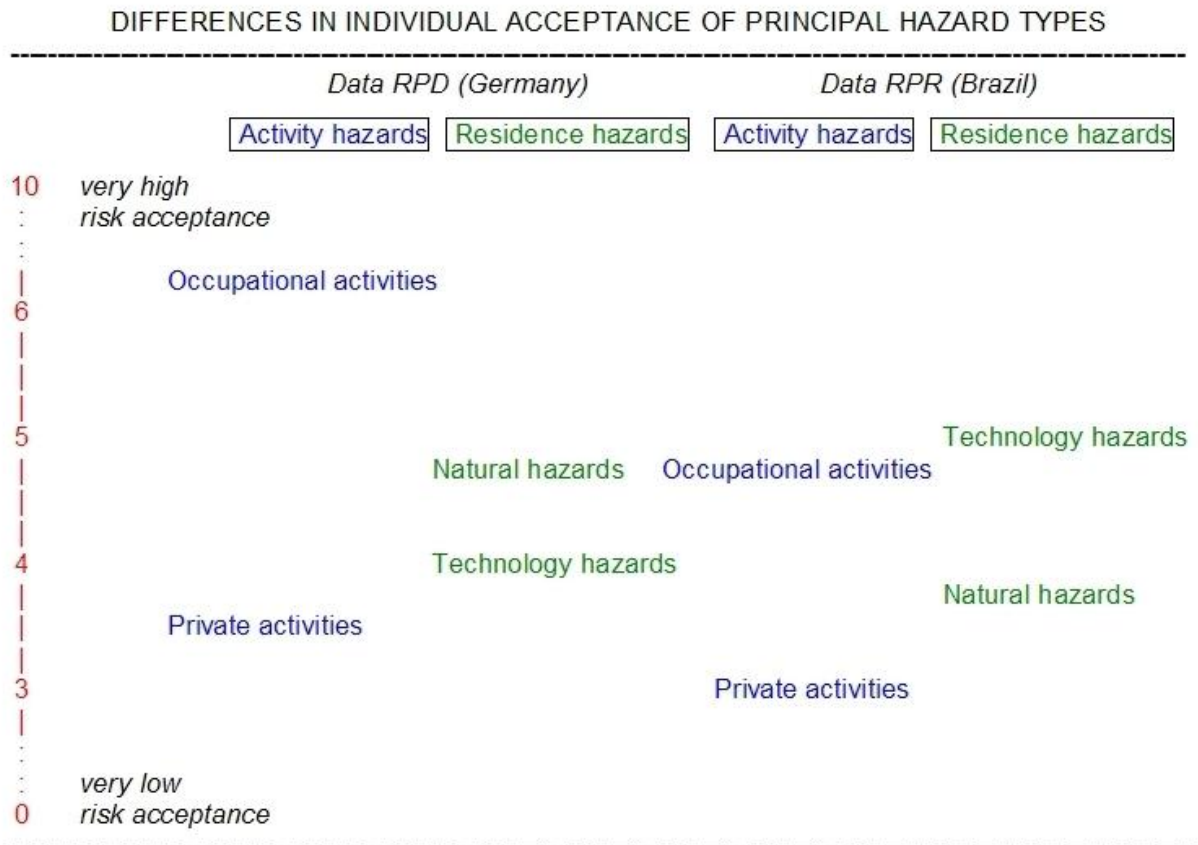 DIFFERENCES IN INDIVIDUAL ACCEPTANCE OF PRINCIPAL HAZARD TYPES
Data RPD (Germany) Data RPR (Brazil)
Activity hazards Residence hazards Activity hazards Residence hazards
10 very high
risk acceptance
Occupational activities
6
5 Technology hazards
Natural hazards Occupational activities
4 Technology hazards
Natural hazards
Private activities
3 Private activities
very low
0 risk acceptance